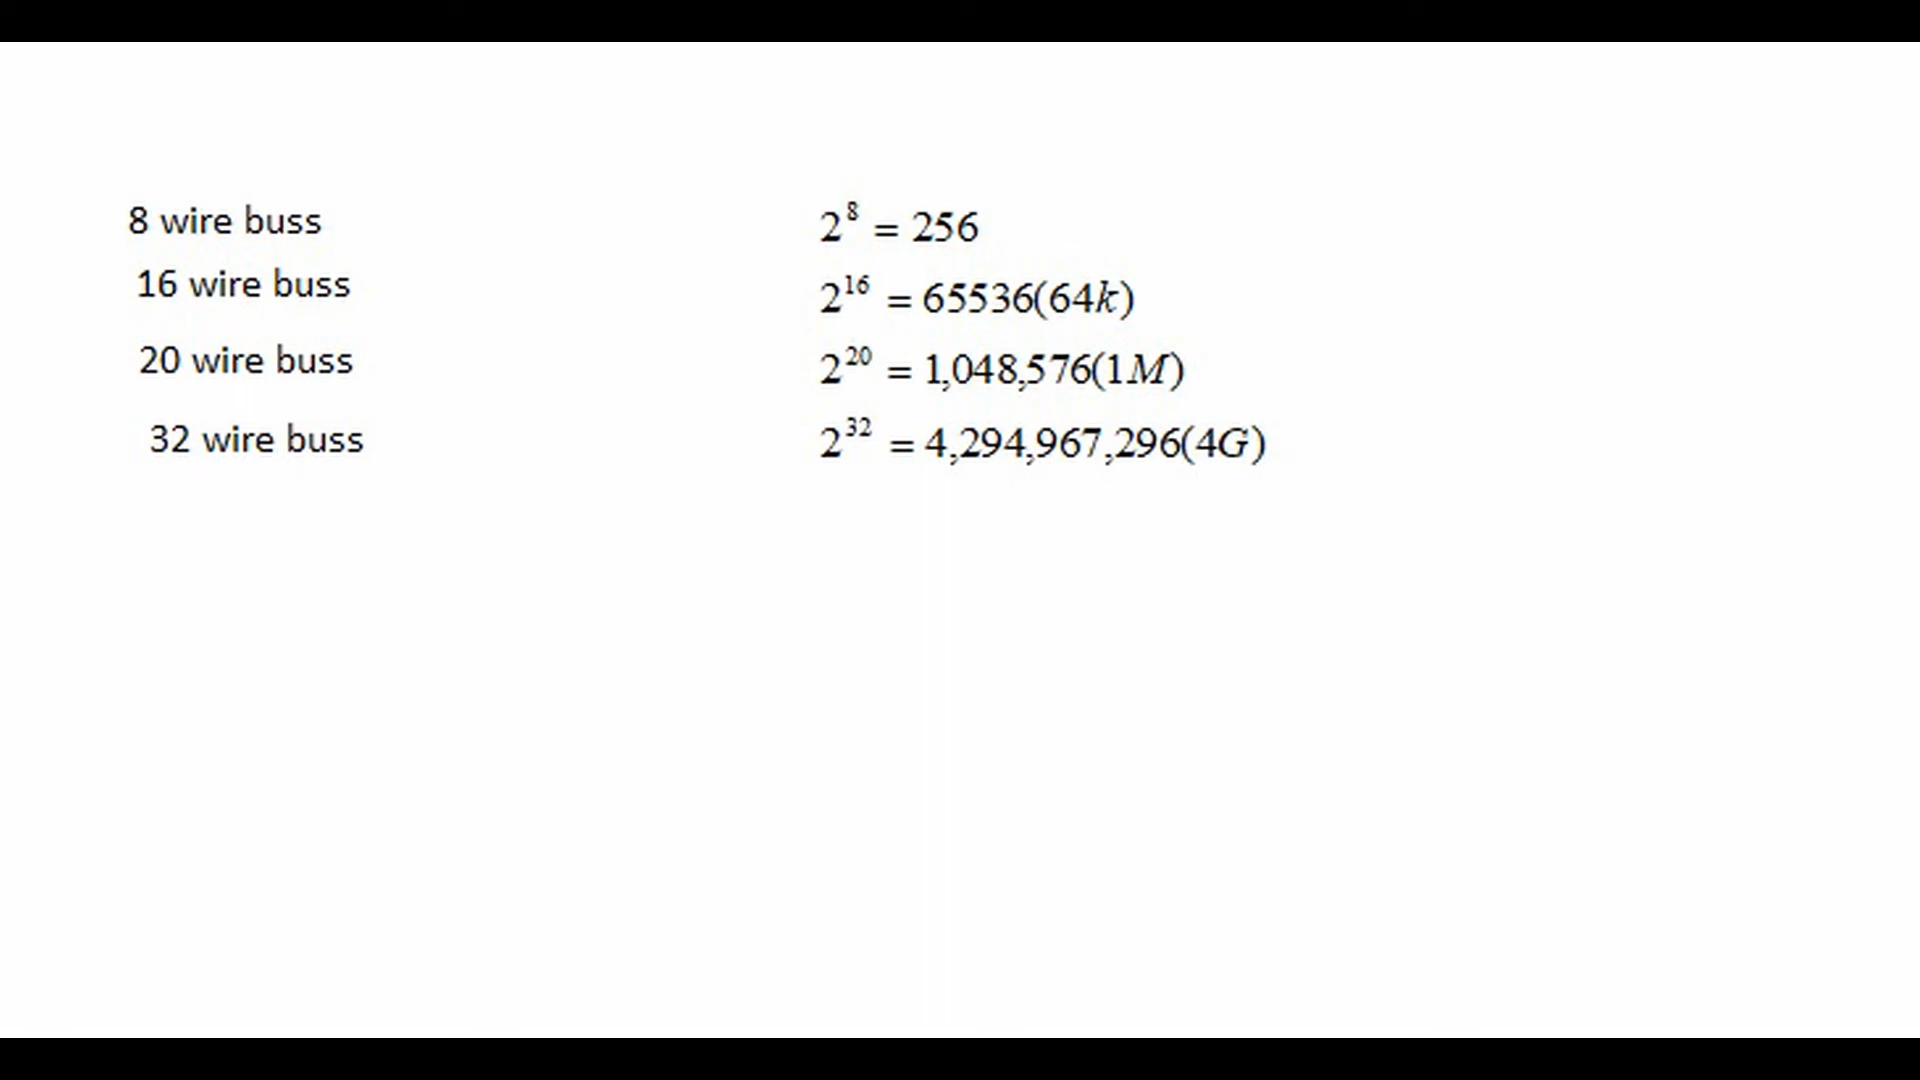 8 wire buss 2^8 = 256
16 wire buss 2^16 = 65536(64k)
20 wire buss 2^20 = 1,048,576(1M)
32 wire buss 2^32 = 4,294,967,296(4G)